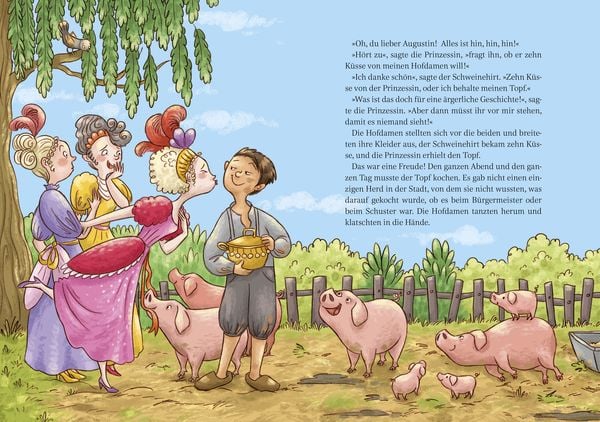 »Oh, du lieber Augustin! Alles ist hin, hin, hin!«
»Hört zu«, sagte die Prinzessin, »fragt ihn, ob er zehn
Küsse von meinen Hofdamen will!«
»Ich danke schön«, sagte der Schweinehirt. »Zehn Küs-
se von der Prinzessin, oder ich behalte meinen Topf.«
»Was ist das doch für eine ärgerliche Geschichte!«, sag-
te die Prinzessin. »Aber dann müsst ihr vor mir stehen,
damit es niemand sieht!«
Die Hofdamen stellten sich vor die beiden und breite-
ten ihre Kleider aus, der Schweinehirt bekam zehn Küs-
se, und die Prinzessin erhielt den Topf.
Das war eine Freude! Den ganzen Abend und den gan-
zen Tag musste der Topf kochen. Es gab nicht einen ein-
zigen Herd in der Stadt, von dem sie nicht wussten, was
darauf gekocht wurde, ob es beim Bürgermeister oder
beim Schuster war. Die Hofdamen tanzten herum und
klatschten in die Hände.